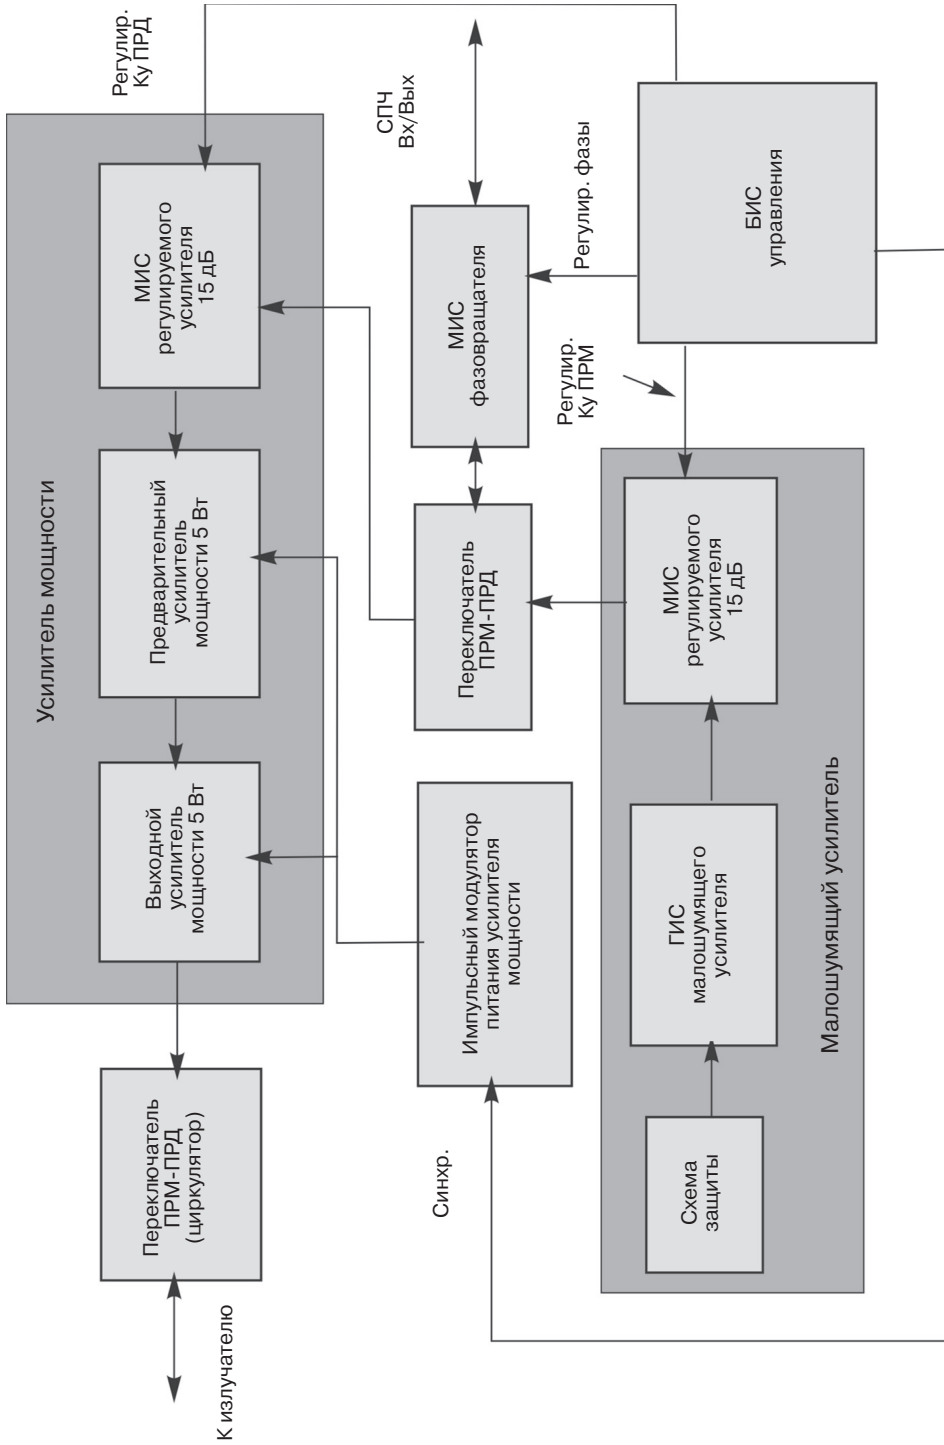 Усилитель мощности
Регулир.
Ку ПРД
МИС
регулируемого
усилителя
15 дБ
Предварительный
усилитель
мощности 5 Вт
Выходной
усилитель
мощности 5 Вт
Переключатель
ПРМ-ПРД
(циркулятор)
К излучателю
СПЧ
Вх/Вых
МИС
фазовращателя
Регулир. фазы
Переключатель
ПРМ-ПРД
Импульсный модулятор
питания усилителя
мощности
Синхр.
БИС
управления
Регулир.
Ку ПРМ
МИС
регулируемого
усилителя
15 дБ
ГИС
малошумящего
усилителя
Схема
защиты
Малошумящий усилитель